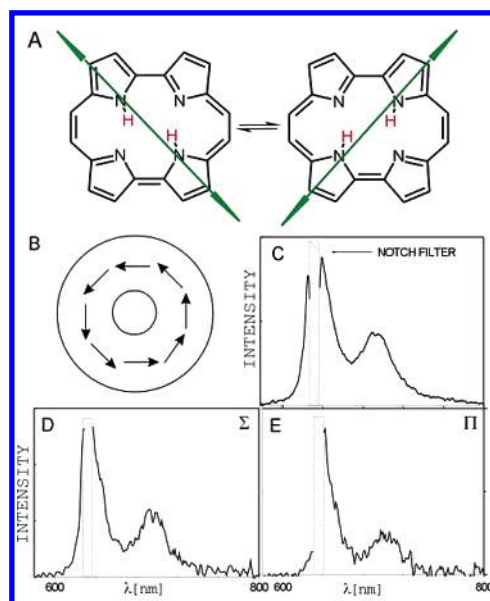 A
N N
H
H
N N
N N
H
H
N N
B
C
NOTCH FILTER
INTENSITY
D
Σ
E
Π
INTENSITY
600
800
600
800
λ[nm]
λ[nm]